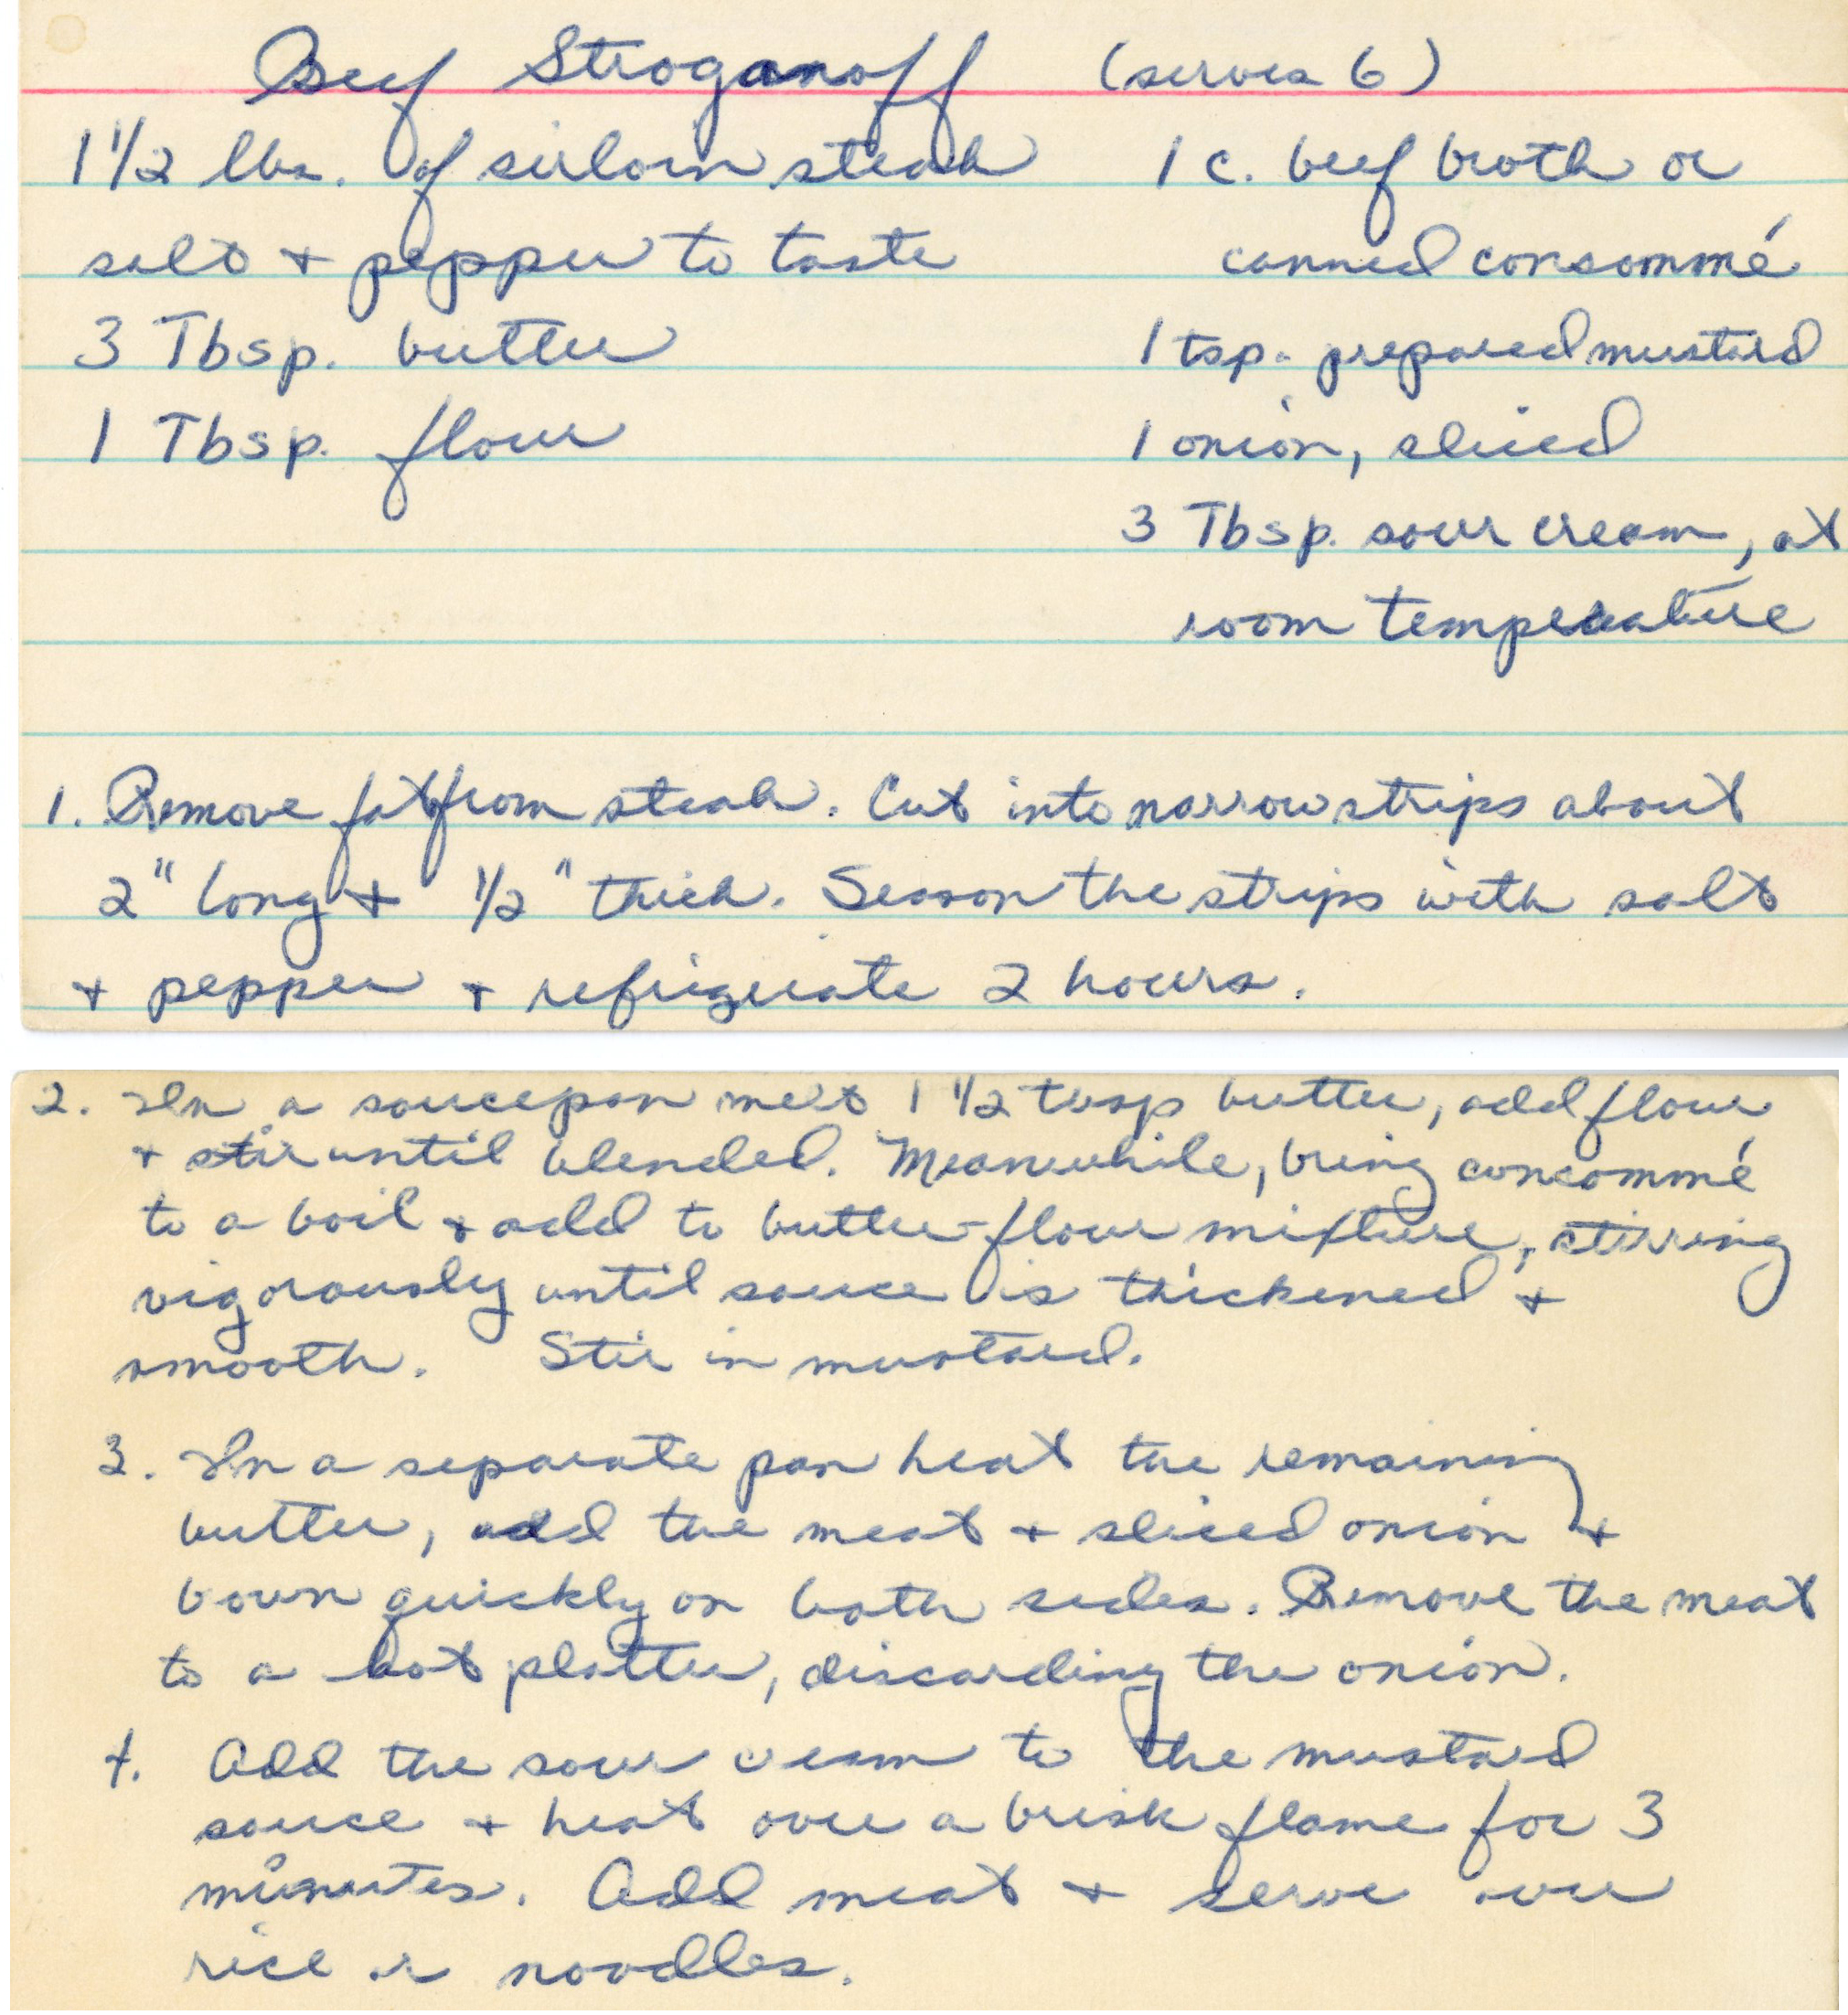 Beef Stroganoff (serves 6)
1 1/2 lbs. of sirloin steak
salt + pepper to taste
3 Tbsp. butter
1 Tbsp. flour
1 c. beef broth or
canned consommé
1 tsp. prepared mustard
1 onion, sliced
3 Tbsp. sour cream, at
room temperature
1. Remove fat from steak. Cut into narrow strips about
2" long + 1/2" thick. Season the strips with salt
+ pepper + refrigerate 2 hours.
2. In a saucepan melt 1 1/2 tbsp butter, add flour
+ stir until blended. Meanwhile, bring consommé
to a boil + add to butter-flour mixture, stirring
vigorously until sauce is thickened +
smooth. Stir in mustard.
3. In a separate pan heat the remaining
butter, add the meat + sliced onion +
bown quickly on both sides. Remove the meat
to a hot platter, discarding the onion.
4. Add the sour cream to the mustard
sauce + heat over a brisk flame for 3
minutes. Add meat + serve over
rice or noodles.